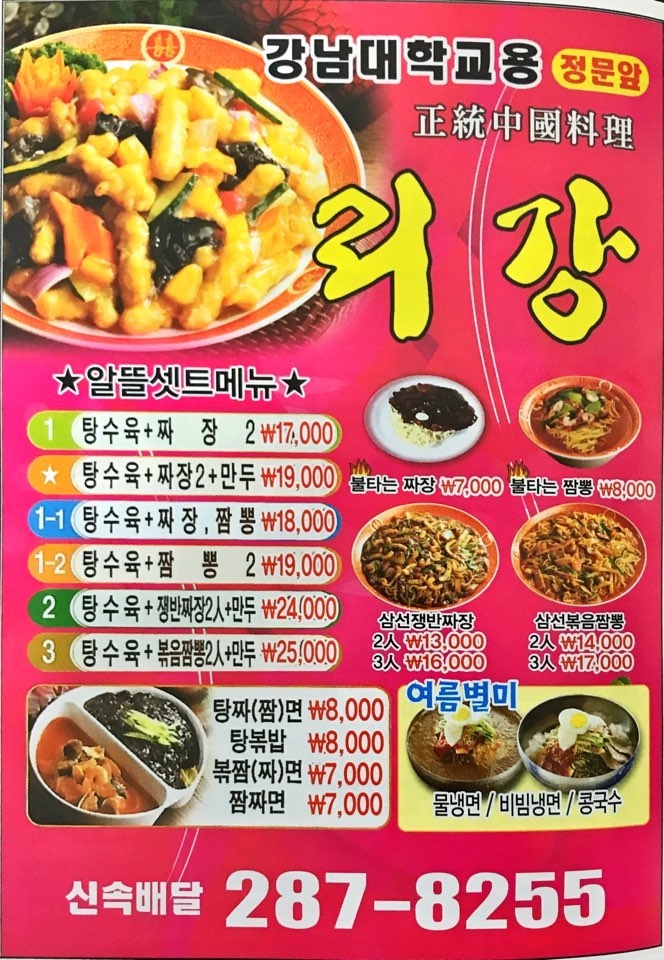 강남대학교용 정문앞
正統中國料理
리장
★알뜰셋트메뉴★
1 탕수육+짜 장 2 ₩17,000
★ 탕수육+짜장2+만두 ₩19,000
1-1 탕수육+짜장,짬뽕 ₩18,000
1-2 탕수육+짬 뽕 2 ₩19,000
2 탕수육+쟁반짜장2人+만두 ₩24,000
3 탕수육+볶음짬뽕2人+만두 ₩25,000
불타는 짜장 ₩7,000
불타는 짬뽕 ₩8,000
삼선쟁반짜장
2人 ₩13,000
3人 ₩16,000
삼선볶음짬뽕
2人 ₩14,000
3人 ₩17,000
탕짜(짬)면 ₩8,000
탕볶밥 ₩8,000
볶짬(짜)면 ₩7,000
짬짜면 ₩7,000
여름별미
물냉면 / 비빔냉면 / 콩국수
신속배달 287-8255